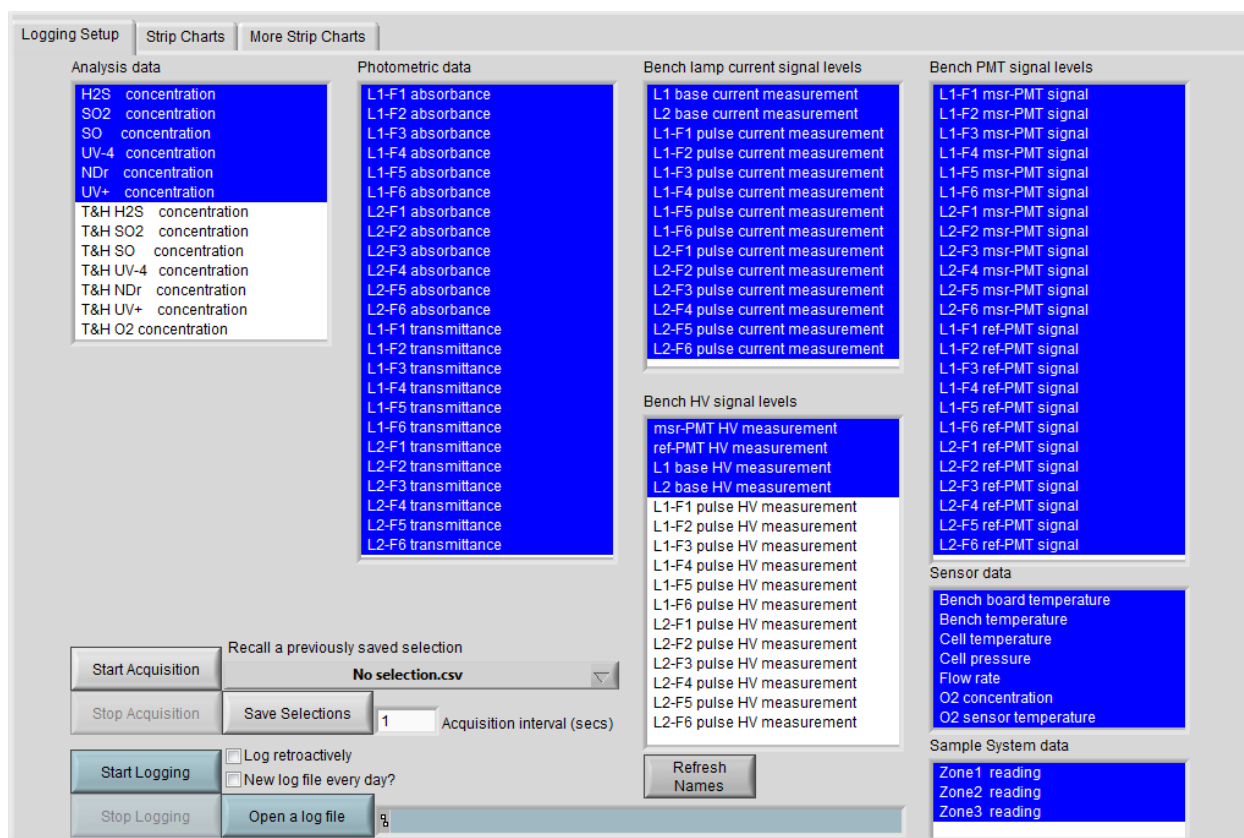 Logging Setup
Strip Charts
More Strip Charts
Analysis data
H2S concentration
SO2 concentration
SO concentration
UV-4 concentration
NDr concentration
UV+ concentration
T&H H2S concentration
T&H SO2 concentration
T&H SO concentration
T&H UV-4 concentration
T&H NDr concentration
T&H UV+ concentration
T&H O2 concentration
Photometric data
L1-F1 absorbance
L1-F2 absorbance
L1-F3 absorbance
L1-F4 absorbance
L1-F5 absorbance
L1-F6 absorbance
L2-F1 absorbance
L2-F2 absorbance
L2-F3 absorbance
L2-F4 absorbance
L2-F5 absorbance
L2-F6 absorbance
L1-F1 transmittance
L1-F2 transmittance
L1-F3 transmittance
L1-F4 transmittance
L1-F5 transmittance
L1-F6 transmittance
L2-F1 transmittance
L2-F2 transmittance
L2-F3 transmittance
L2-F4 transmittance
L2-F5 transmittance
L2-F6 transmittance
Bench lamp current signal levels
L1 base current measurement
L2 base current measurement
L1-F1 pulse current measurement
L1-F2 pulse current measurement
L1-F3 pulse current measurement
L1-F4 pulse current measurement
L1-F5 pulse current measurement
L1-F6 pulse current measurement
L2-F1 pulse current measurement
L2-F2 pulse current measurement
L2-F3 pulse current measurement
L2-F4 pulse current measurement
L2-F5 pulse current measurement
L2-F6 pulse current measurement
Bench HV signal levels
msr-PMT HV measurement
ref-PMT HV measurement
L1 base HV measurement
L2 base HV measurement
L1-F1 pulse HV measurement
L1-F2 pulse HV measurement
L1-F3 pulse HV measurement
L1-F4 pulse HV measurement
L1-F5 pulse HV measurement
L1-F6 pulse HV measurement
L2-F1 pulse HV measurement
L2-F2 pulse HV measurement
L2-F3 pulse HV measurement
L2-F4 pulse HV measurement
L2-F5 pulse HV measurement
L2-F6 pulse HV measurement
Refresh
Names
Bench PMT signal levels
L1-F1 msr-PMT signal
L1-F2 msr-PMT signal
L1-F3 msr-PMT signal
L1-F4 msr-PMT signal
L1-F5 msr-PMT signal
L1-F6 msr-PMT signal
L2-F1 msr-PMT signal
L2-F2 msr-PMT signal
L2-F3 msr-PMT signal
L2-F4 msr-PMT signal
L2-F5 msr-PMT signal
L2-F6 msr-PMT signal
L1-F1 ref-PMT signal
L1-F2 ref-PMT signal
L1-F3 ref-PMT signal
L1-F4 ref-PMT signal
L1-F5 ref-PMT signal
L1-F6 ref-PMT signal
L2-F1 ref-PMT signal
L2-F2 ref-PMT signal
L2-F3 ref-PMT signal
L2-F4 ref-PMT signal
L2-F5 ref-PMT signal
L2-F6 ref-PMT signal
Sensor data
Bench board temperature
Bench temperature
Cell temperature
Cell pressure
Flow rate
O2 concentration
O2 sensor temperature
Sample System data
Zone1 reading
Zone2 reading
Zone3 reading
Recall a previously saved selection
Start Acquisition
No selection.csv
Stop Acquisition
Save Selections
1
Acquisition interval (secs)
Start Logging
Log retroactively
New log file every day?
Stop Logging
Open a log file